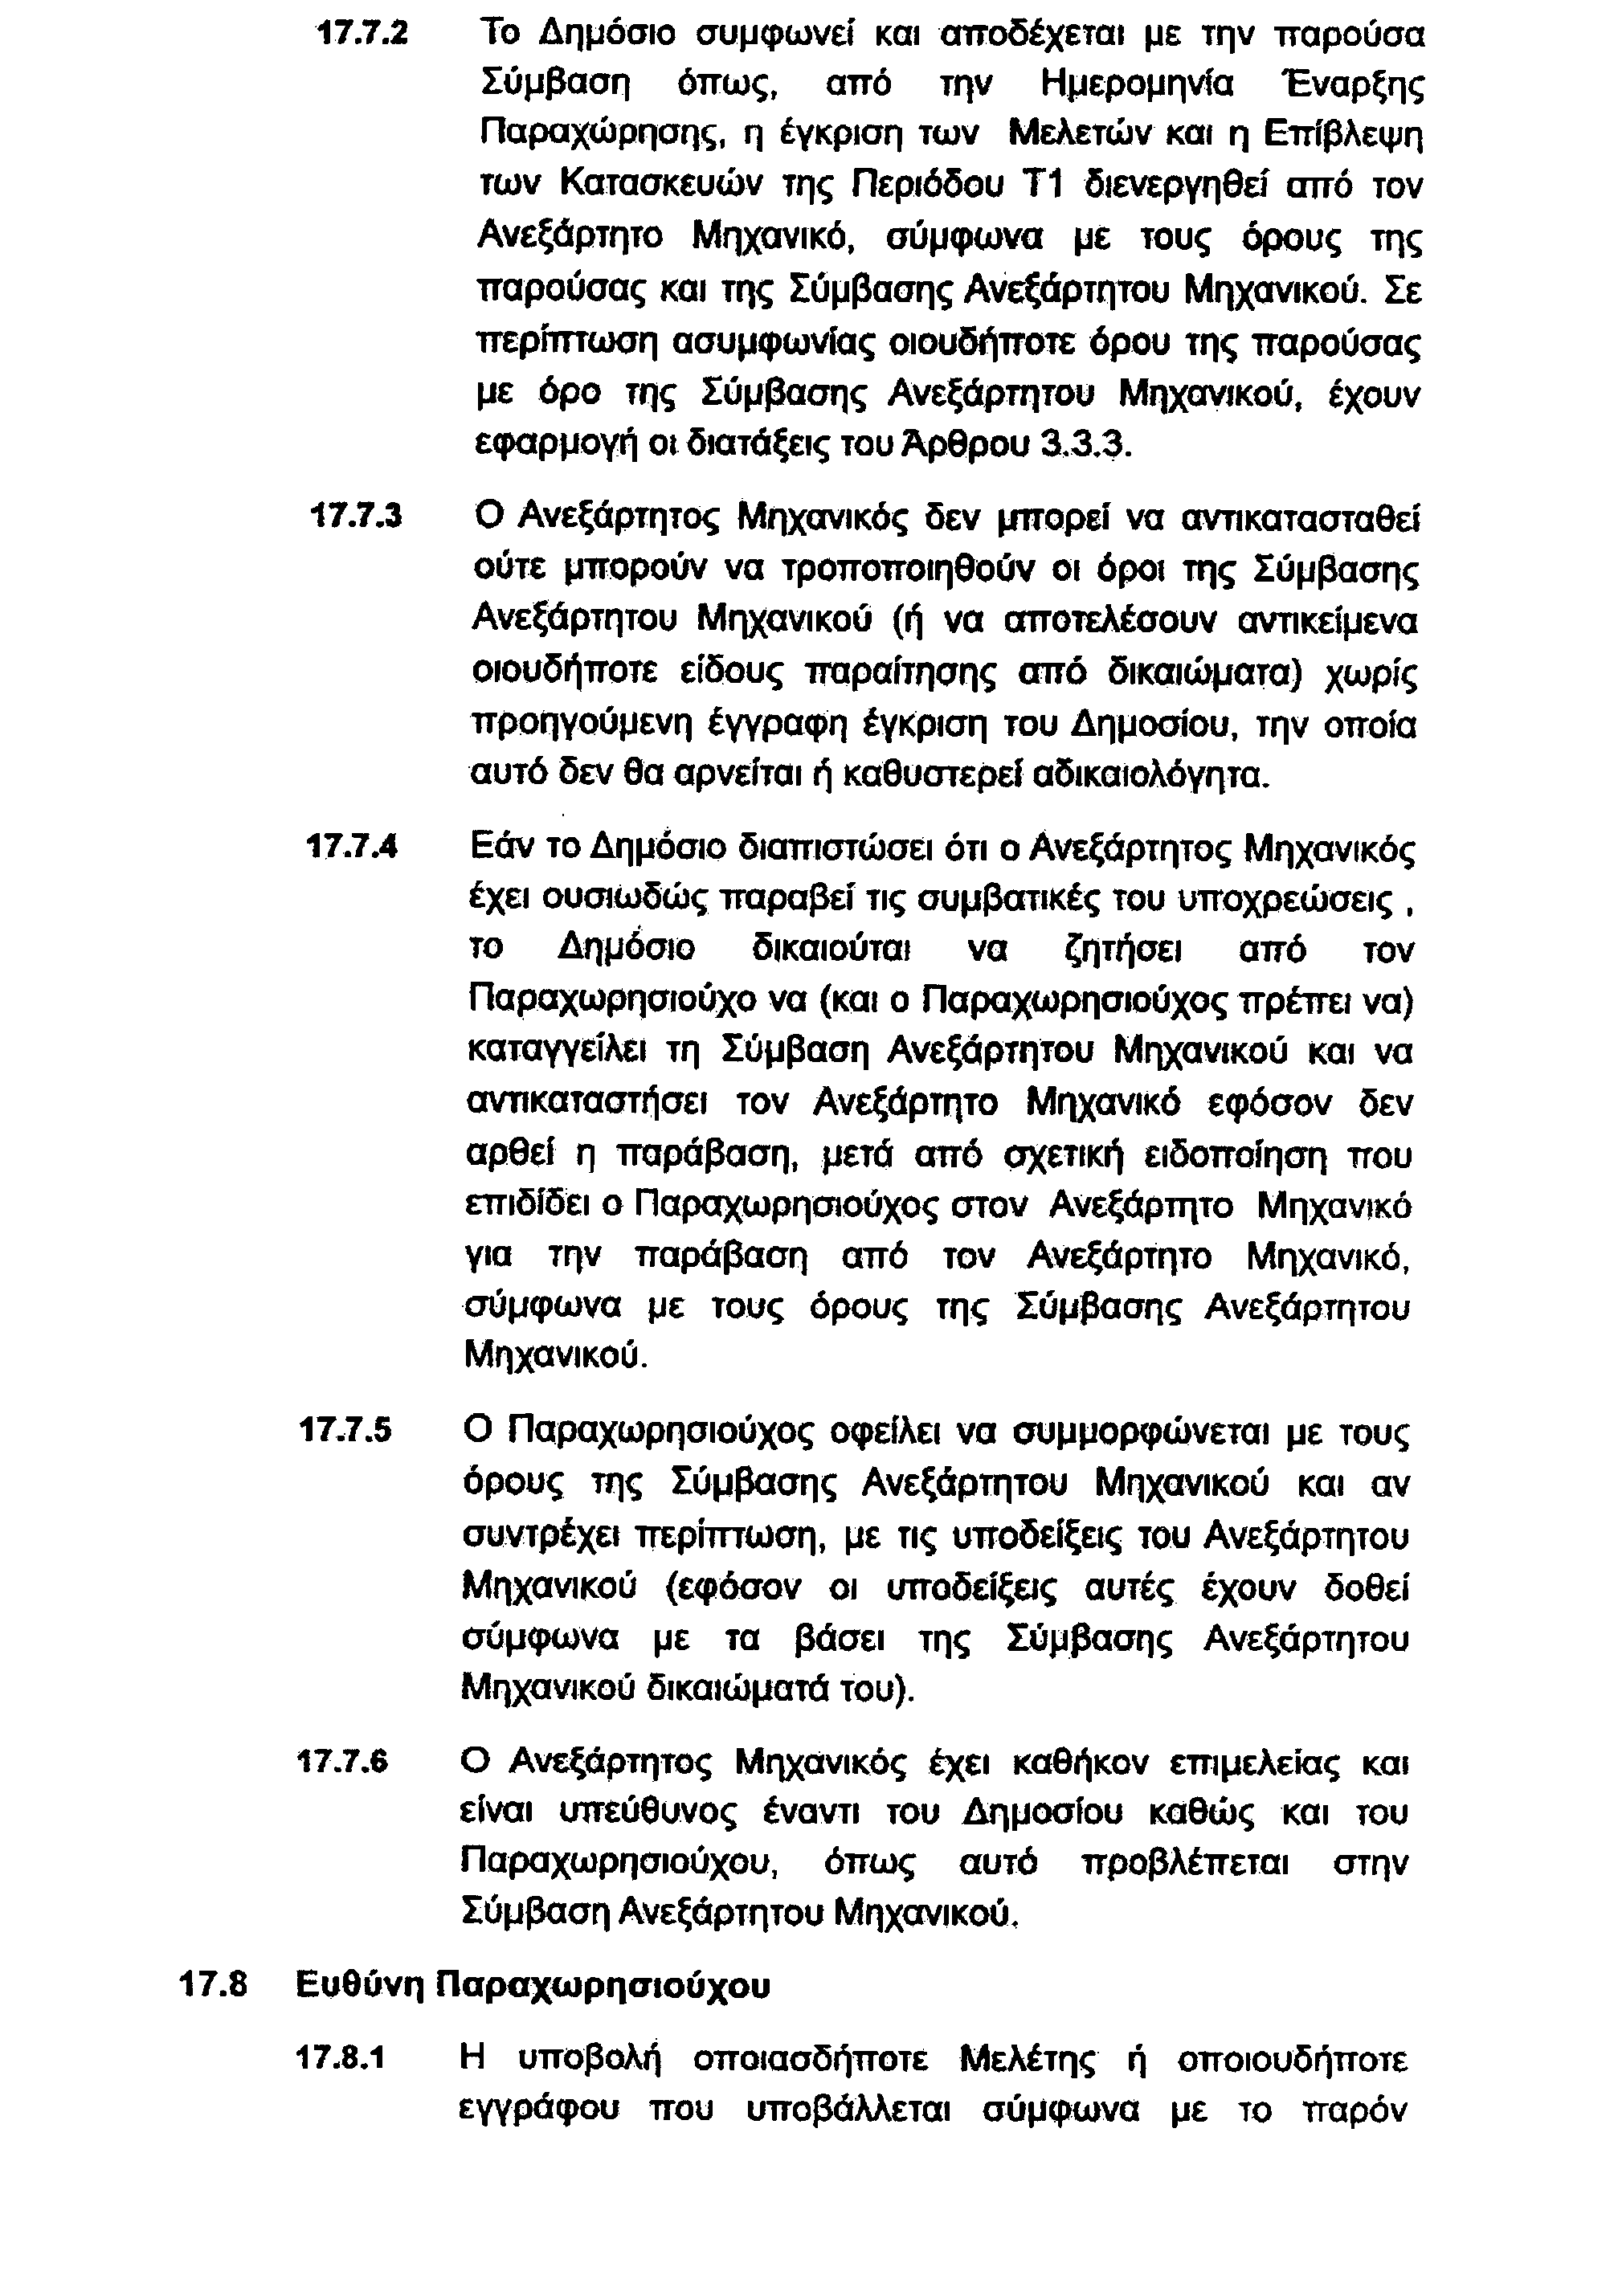 17.7.2 Το Δημόσιο συμφωνεί και αποδέχεται με την παρούσα
Σύμβαση όπως, από την Ημερομηνία Έναρξης
Παραχώρησης, η έγκριση των Μελετών και η Επίβλεψη
των Κατασκευών της Περιόδου Τ1 διενεργηθεί από τον
Ανεξάρτητο Μηχανικό, σύμφωνα με τους όρους της
παρούσας και της Σύμβασης Ανεξάρτητου Μηχανικού. Σε
περίπτωση ασυμφωνίας οιουδήποτε όρου της παρούσας
με όρο της Σύμβασης Ανεξάρτητου Μηχανικού, έχουν
εφαρμογή οι διατάξεις του Άρθρου 3.3.3.
17.7.3 Ο Ανεξάρτητος Μηχανικός δεν μπορεί να αντικατασταθεί
ούτε μπορούν να τροποποιηθούν οι όροι της Σύμβασης
Ανεξάρτητου Μηχανικού (ή να αποτελέσουν αντικείμενα
οιουδήποτε είδους παραίτησης από δικαιώματα) χωρίς
προηγούμενη έγγραφη έγκριση του Δημοσίου, την οποία
αυτό δεν θα αρνείται ή καθυστερεί αδικαιολόγητα.
17.7.4 Εάν το Δημόσιο διαπιστώσει ότι ο Ανεξάρτητος Μηχανικός
έχει ουσιωδώς παραβεί τις συμβατικές του υποχρεώσεις ,
το Δημόσιο δικαιούται να ζητήσει από τον
Παραχωρησιούχο να (και ο Παραχωρησιούχος πρέπει να)
καταγγείλει τη Σύμβαση Ανεξάρτητου Μηχανικού και να
αντικαταστήσει τον Ανεξάρτητο Μηχανικό εφόσον δεν
αρθεί η παράβαση, μετά από σχετική ειδοποίηση που
επιδίδει ο Παραχωρησιούχος στον Ανεξάρτητο Μηχανικό
για την παράβαση από τον Ανεξάρτητο Μηχανικό,
σύμφωνα με τους όρους της Σύμβασης Ανεξάρτητου
Μηχανικού.
17.7.5 Ο Παραχωρησιούχος οφείλει να συμμορφώνεται με τους
όρους της Σύμβασης Ανεξάρτητου Μηχανικού και αν
συντρέχει περίπτωση, με τις υποδείξεις του Ανεξάρτητου
Μηχανικού (εφόσον οι υποδείξεις αυτές έχουν δοθεί
σύμφωνα με τα βάσει της Σύμβασης Ανεξάρτητου
Μηχανικού δικαιώματά του).
17.7.6 Ο Ανεξάρτητος Μηχανικός έχει καθήκον επιμελείας και
είναι υπεύθυνος έναντι του Δημοσίου καθώς και του
Παραχωρησιούχου, όπως αυτό προβλέπεται στην
Σύμβαση Ανεξάρτητου Μηχανικού.
17.8 Ευθύνη Παραχωρησιούχου
17.8.1 Η υποβολή οποιασδήποτε Μελέτης ή οποιουδήποτε
εγγράφου που υποβάλλεται σύμφωνα με το παρόν